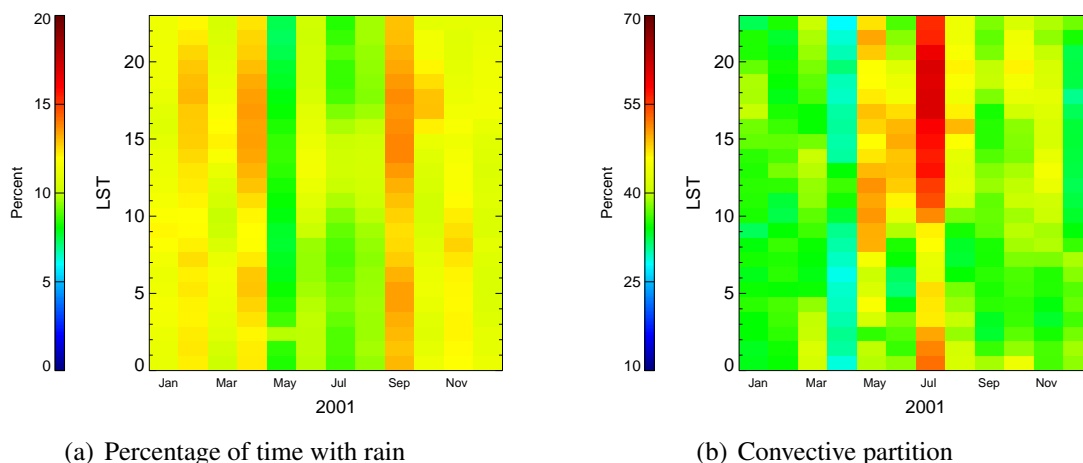 20
15
10
5
0
Percent
20
15
10
5
0
LST
Jan Mar May Jul Sep Nov
2001
(a) Percentage of time with rain
70
55
40
25
10
Percent
20
15
10
5
0
LST
Jan Mar May Jul Sep Nov
2001
(b) Convective partition